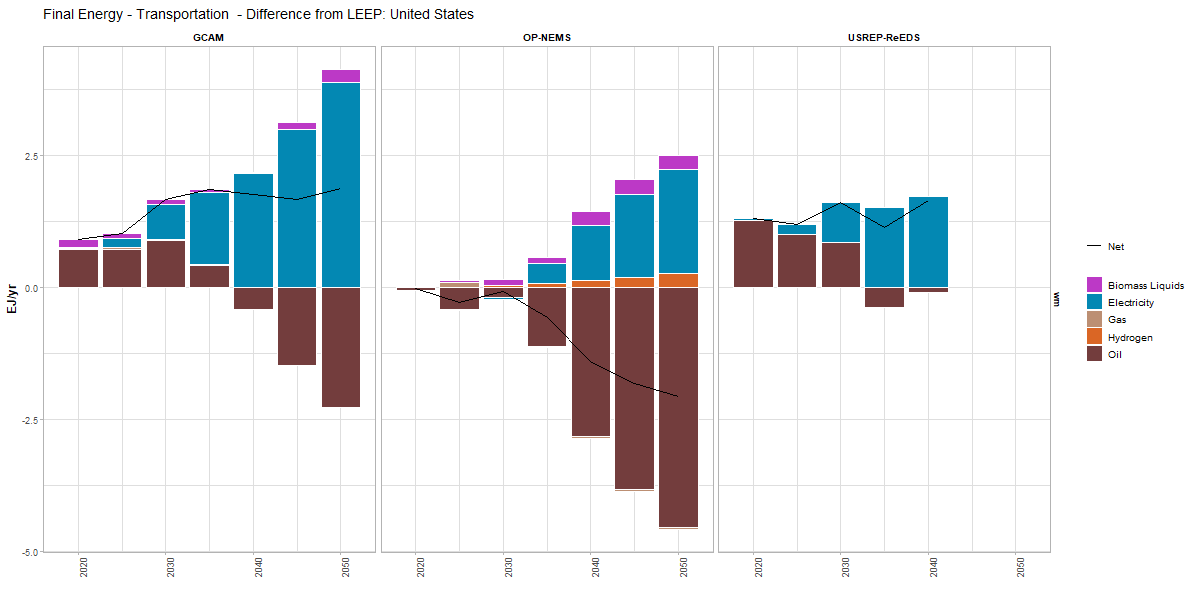 Final Energy - Transportation  - Difference from LEEP: United States
GCAM
OP-NEMS
USREP-ReEDS
EJ/yr
2.5
0.0
-2.5
-5.0
2020
2030
2040
2050
2020
2030
2040
2050
2020
2030
2040
2050
wm
Net
Biomass Liquids
Electricity
Gas
Hydrogen
Oil